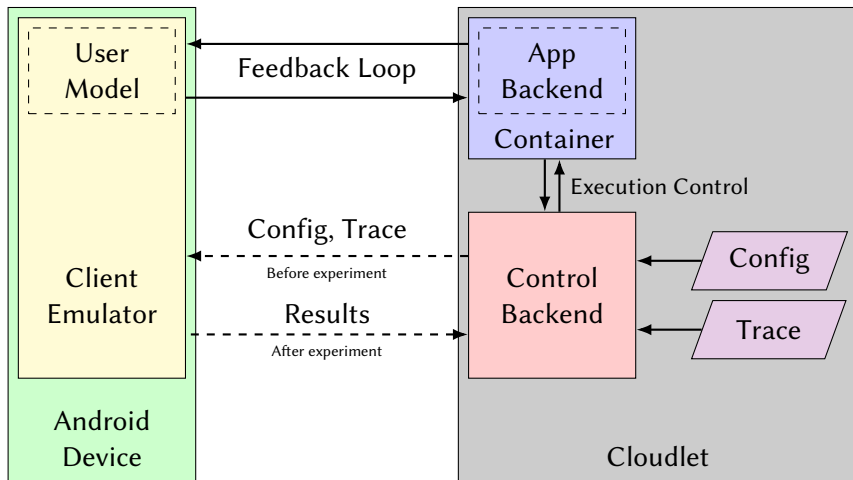 User
Model
Feedback Loop
App
Backend
Container
Execution Control
Config, Trace
Before experiment
Client
Emulator
Results
After experiment
Control
Backend
Config
Trace
Android
Device
Cloudlet